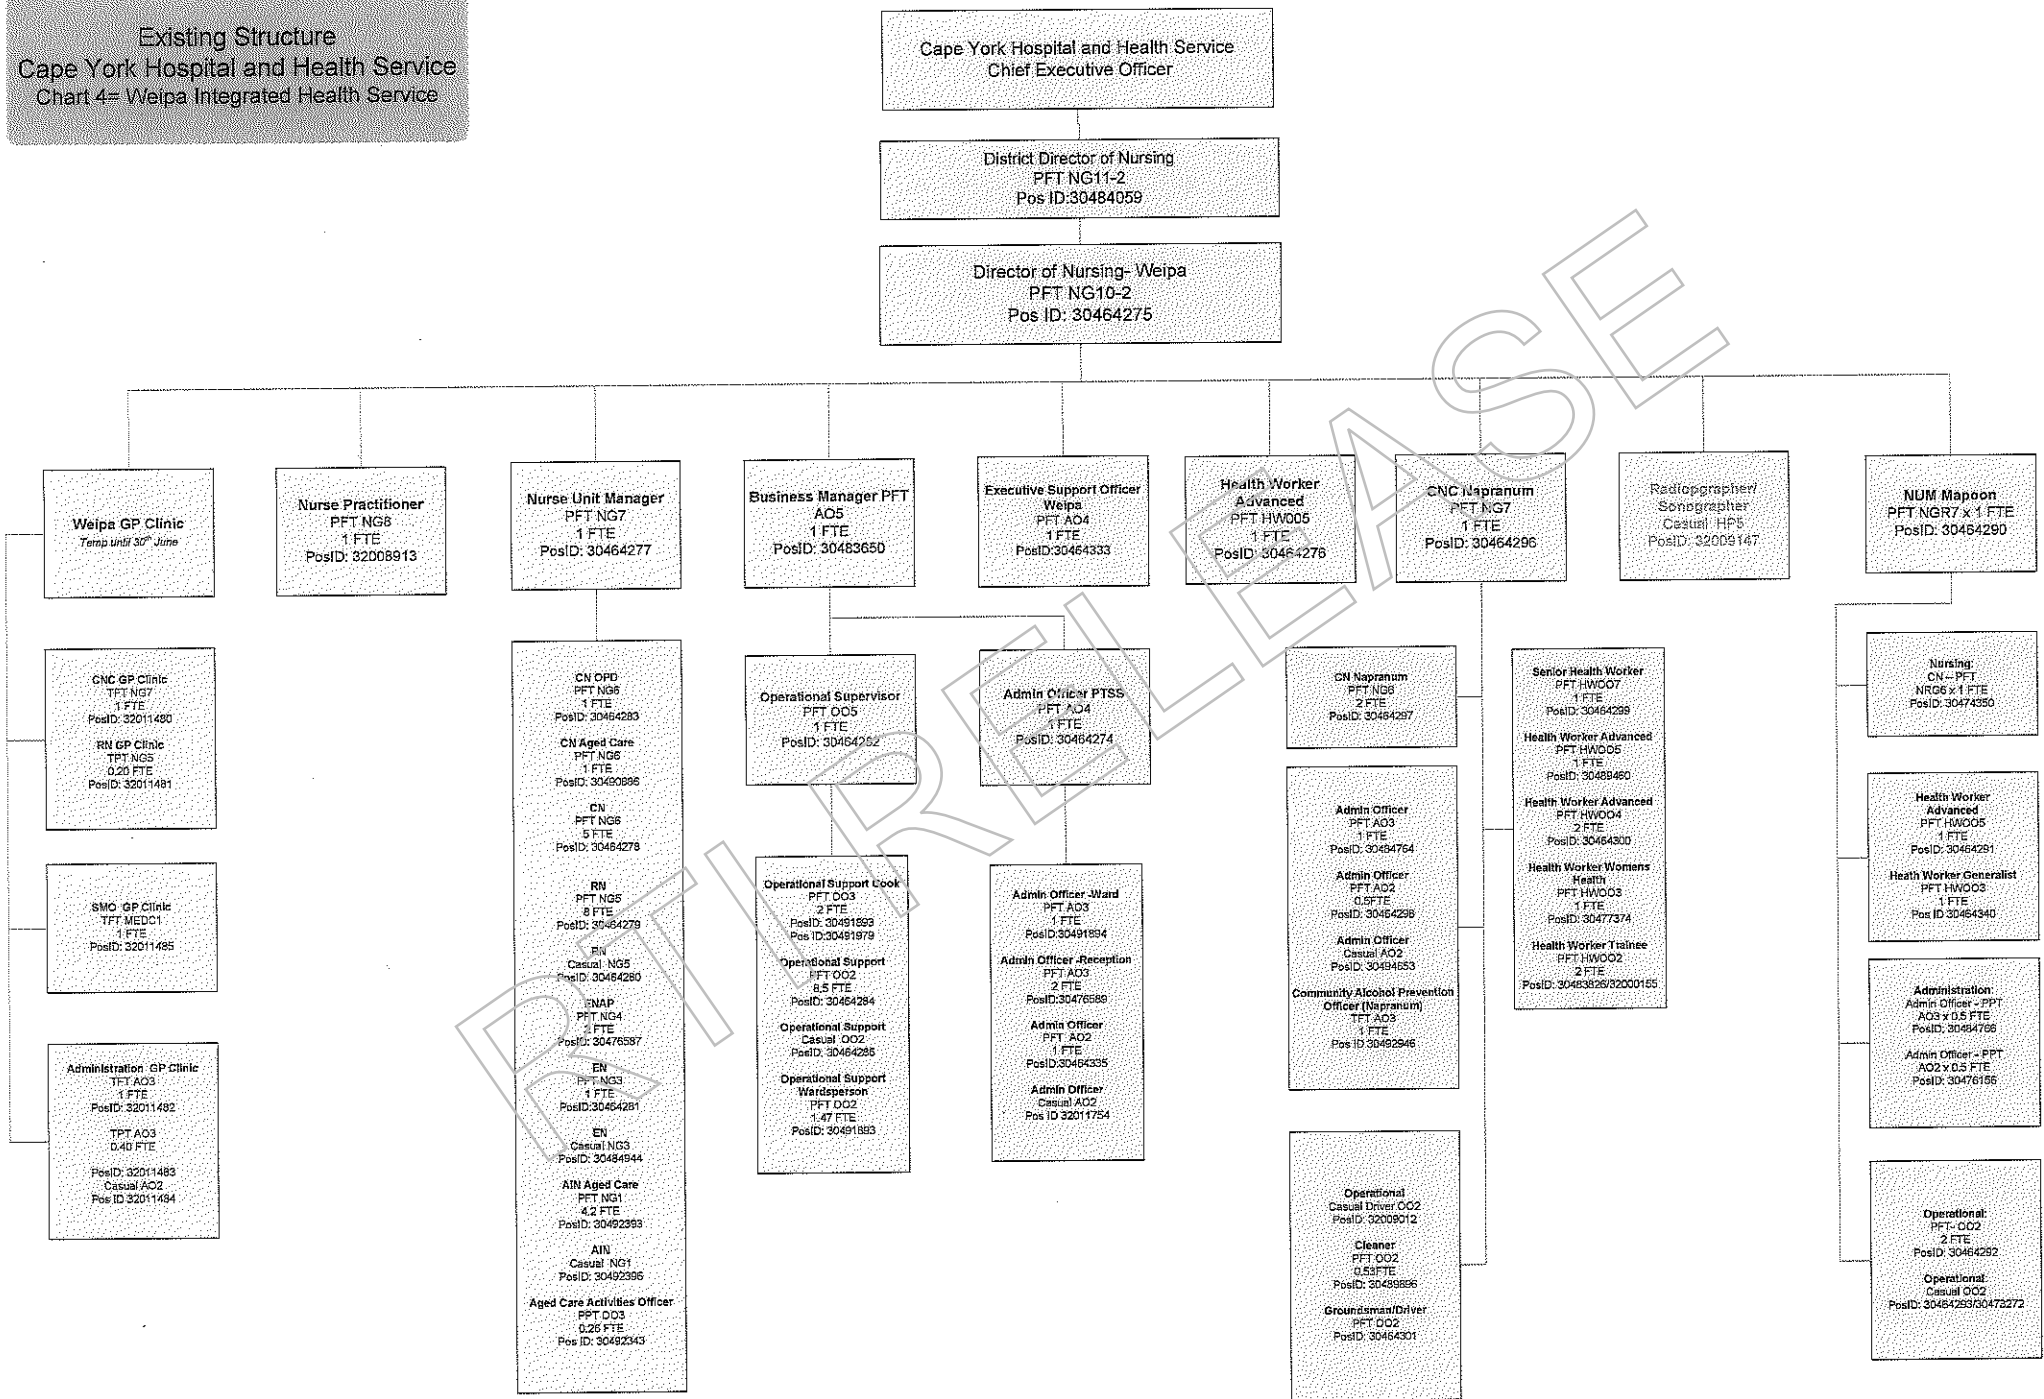 Existing Structure
Cape York Hospital and Health Service
Chart 4= Weipa Integrated Health Service
Cape York Hospital and Health Service
Chief Executive Officer
District Director of Nursing
PFT NG11-2
Pos ID:30484059
Director of Nursing- Weipa
PFT NG10-2
Pos ID: 30464275
Weipa GP Clinic
Temp until 30th June
Nurse Practitioner
PFT NG8
1 FTE
PosID: 32008913
Nurse Unit Manager
PFT NG7
1 FTE
PosID: 30464277
Business Manager PFT
AO5
1 FTE
PosID: 30483650
Executive Support Officer
Weipa
PFT AO4
1 FTE
PosID:30464333
Health Worker
Advanced
PFT HW005
1 FTE
PosID: 30464276
CNC Napranum
PFT NG7
1 FTE
PosID: 30464296
Radiopgrapher/
Sonographer
Casual HP5
PosID: 32009147
NUM Mapoon
PFT NGR7 x 1 FTE
PosID: 30464290
CNC GP Clinic
TFT NG7
1 FTE
PosID: 32011480
RN GP Clinic
TPT NG5
0.20 FTE
PosID: 32011481
SMO GP Clinic
TFT MEDC1
1 FTE
PosID: 32011485
Administration GP Clinic
TFT AO3
1 FTE
PosID: 32011482
TPT AO3
0.40 FTE
PosID: 32011483
Casual AO2
Pos ID 32011484
CN OPD
PFT NG6
1 FTE
PosID: 30464283
CN Aged Care
PFT NG6
1 FTE
PosID: 30490686
CN
PFT NG6
5 FTE
PosID: 30464278
RN
PFT NG5
8 FTE
PosID: 30464279
RN
Casual NG5
PosID: 30464280
ENAP
PFT NG4
2 FTE
PosID: 30476587
EN
PFT NG3
1 FTE
PosID:30464281
EN
Casual NG3
PosID: 30484944
AIN Aged Care
PFT NG1
4.2 FTE
PosID: 30492393
AIN
Casual NG1
PosID: 30492396
Aged Care Activities Officer
PPT OO3
0.26 FTE
Pos ID: 30492343
Operational Supervisor
PFT OO5
1 FTE
PosID: 30464282
Operational Support Cook
PFT OO3
2 FTE
PosID: 30491893
Pos ID:30491979
Operational Support
PFT OO2
8.5 FTE
PosID: 30464284
Operational Support
Casual OO2
PosID: 30464286
Operational Support
Wardsperson
PFT OO2
1.47 FTE
PosID: 30491893
Admin Officer PTSS
PFT AO4
1 FTE
PosID: 30464274
Admin Officer -Ward
PFT AO3
1 FTE
PosID:30491894
Admin Officer -Reception
PFT AO3
2 FTE
PosID:30476589
Admin Officer
PFT AO2
1 FTE
PosID:30464335
Admin Officer
Casual AO2
Pos ID 32011754
CN Napranum
PFT NG6
2 FTE
PosID: 30464297
Admin Officer
PFT AO3
1 FTE
PosID: 30484764
Admin Officer
PFT AO2
0.5FTE
PosID: 30464298
Admin Officer
Casual AO2
PosID: 30494653
Community Alcohol Prevention
Officer (Napranum)
TFT AO3
1 FTE
Pos ID 30492946
Operational
Casual Driver OO2
PosID: 32009012
Cleaner
PFT OO2
0.53FTE
PosID: 30489896
Groundsman/Driver
PFT OO2
PosID: 30464301
Senior Health Worker
PFT HWOO7
1 FTE
PosID: 30464299
Health Worker Advanced
PFT HWOO5
1 FTE
PosID: 30489460
Health Worker Advanced
PFT HWOO4
2 FTE
PosID: 30464300
Health Worker Womens
Health
PFT HWOO3
1 FTE
PosID: 30477374
Health Worker Trainee
PFT HWOO2
2 FTE
PosID: 30483826/32000155
Nursing:
CN – PFT
NRG6 x 1 FTE
PosID: 30474350
Health Worker
Advanced
PFT HWOO5
1 FTE
PosID: 30464291
Heath Worker Generalist
PFT HWOO3
1 FTE
Pos ID 30464340
Administration:
Admin Officer - PPT
AO3 x 0.5 FTE
PosID: 30484766
Admin Officer - PPT
AO2 x 0.5 FTE
PosID: 30476156
Operational:
PFT- OO2
2 FTE
PosID: 30464292
Operational:
Casual OO2
PosID: 30464293/30473272
RTI RELEASE